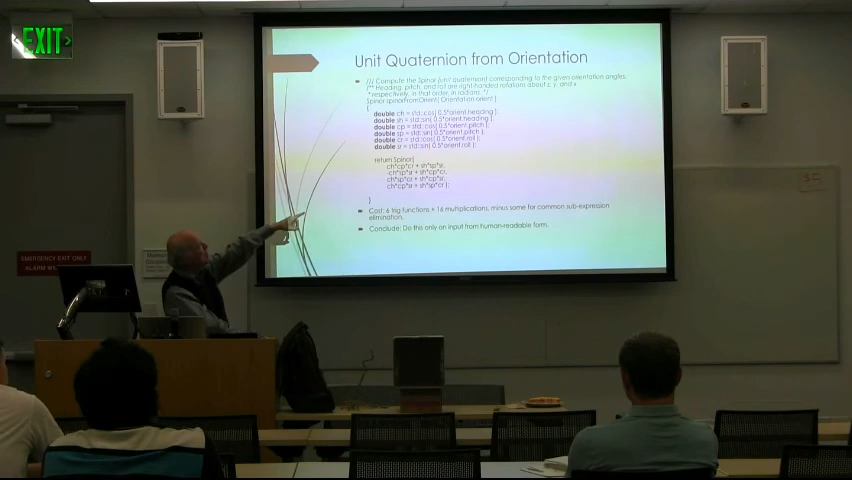 EXIT
Unit Quaternion from Orientation
/// Compute the Spinor (unit quaternion) corresponding to the given orientation angles.
/** Heading, pitch, and roll are right-handed rotations about z, y, and x
* respectively, in that order, in radians. */
Spinor spinorFromOrient( Orientation orient )
{
double ch = std::cos( 0.5*orient.heading );
double sh = std::sin( 0.5*orient.heading );
double cp = std::cos( 0.5*orient.pitch );
double sp = std::sin( 0.5*orient.pitch );
double cr = std::cos( 0.5*orient.roll );
double sr = std::sin( 0.5*orient.roll );
return Spinor(
ch*cp*cr + sh*sp*sr,
-ch*sp*sr + sh*cp*cr,
ch*sp*cr + sh*cp*sr,
ch*cp*sr + sh*sp*cr );
}
Cost: 6 trig functions + 16 multiplications, minus some for common sub-expression
elimination.
Conclude: Do this only on input from human-readable form.
EMERGENCY EXIT ONLY
ALARM